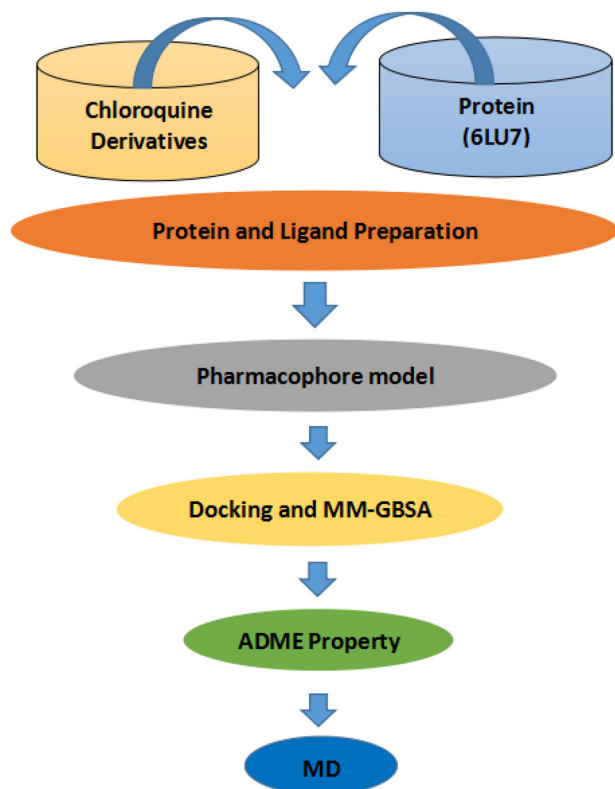 Chloroquine
Derivatives
Protein
(6LU7)
Protein and Ligand Preparation
Pharmacophore model
Docking and MM-GBSA
ADME Property
MD